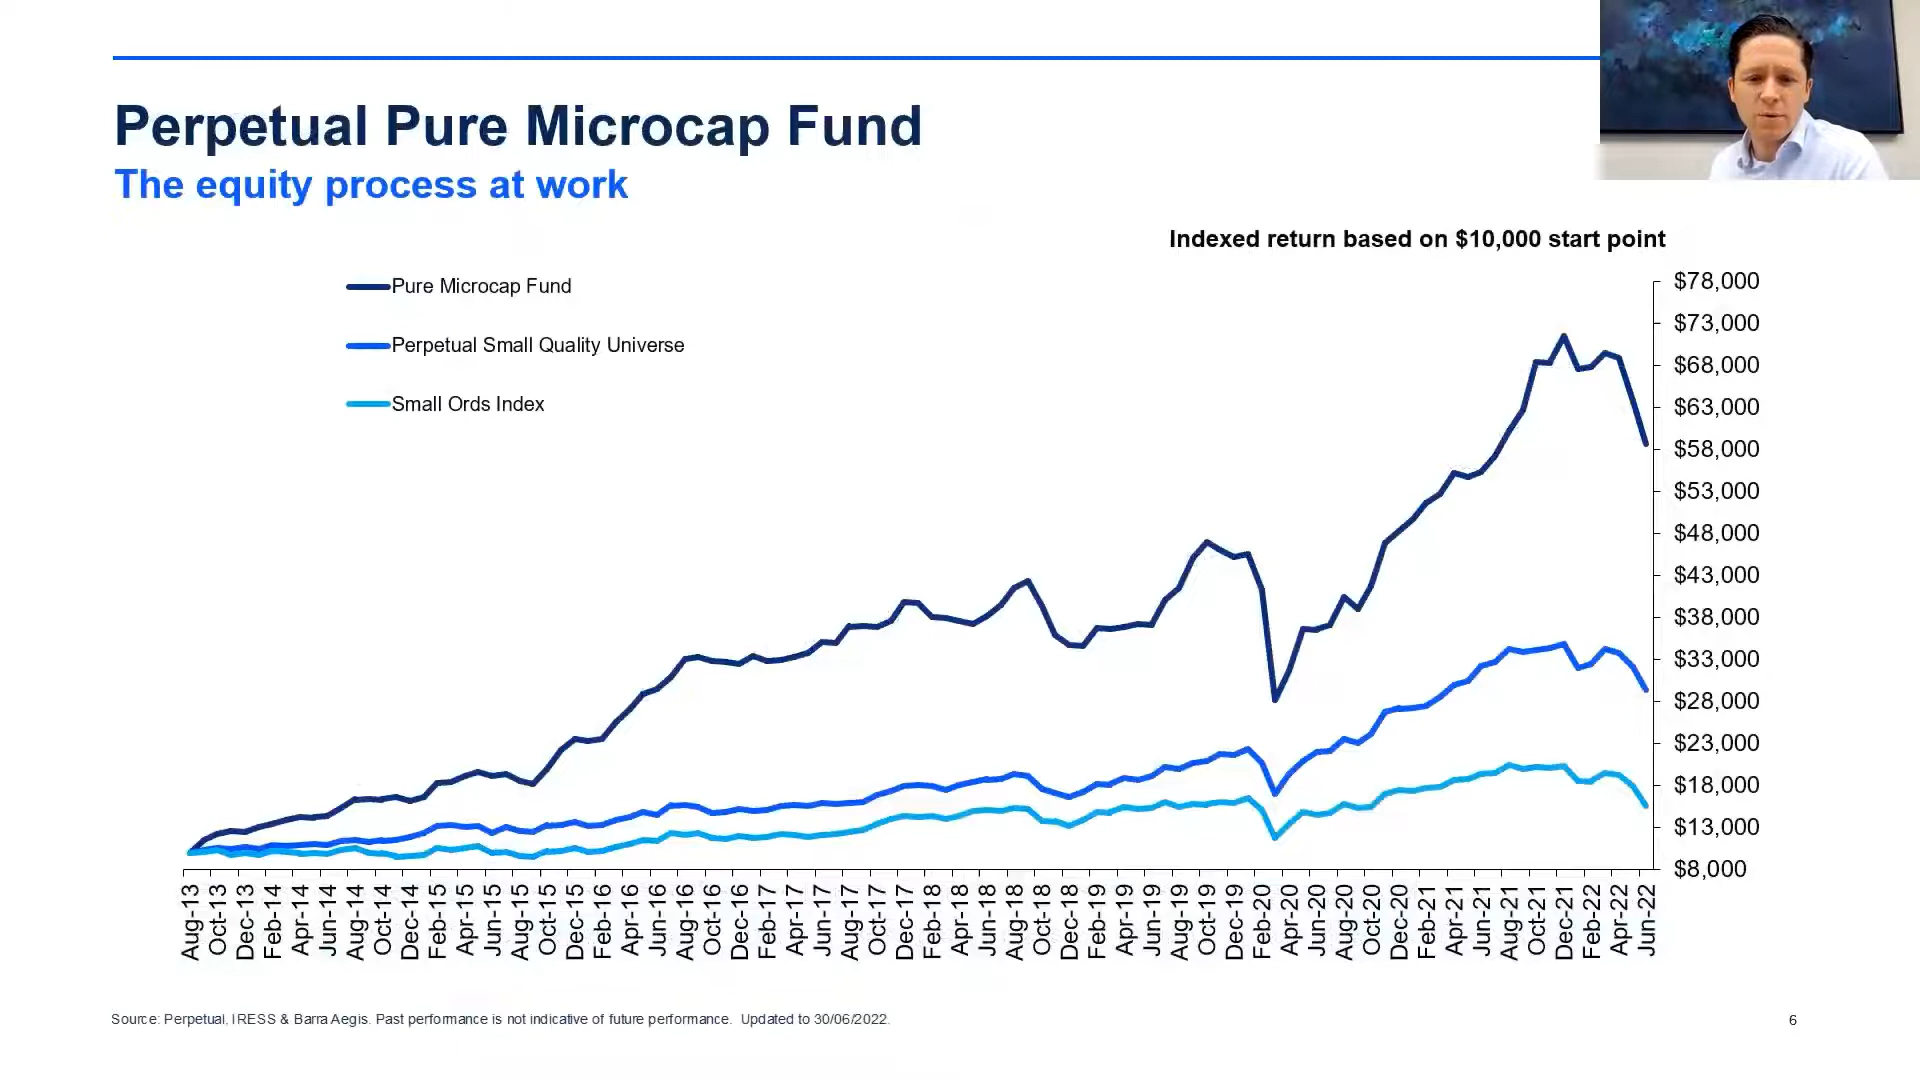 Perpetual Pure Microcap Fund
The equity process at work
Indexed return based on $10,000 start point
Pure Microcap Fund
Perpetual Small Quality Universe
Small Ords Index
$78,000
$73,000
$68,000
$63,000
$58,000
$53,000
$48,000
$43,000
$38,000
$33,000
$28,000
$23,000
$18,000
$13,000
$8,000
Aug-13
Oct-13
Dec-13
Feb-14
Apr-14
Jun-14
Aug-14
Oct-14
Dec-14
Feb-15
Apr-15
Jun-15
Aug-15
Oct-15
Dec-15
Feb-16
Apr-16
Jun-16
Aug-16
Oct-16
Dec-16
Feb-17
Apr-17
Jun-17
Aug-17
Oct-17
Dec-17
Feb-18
Apr-18
Jun-18
Aug-18
Oct-18
Dec-18
Feb-19
Apr-19
Jun-19
Aug-19
Oct-19
Dec-19
Feb-20
Apr-20
Jun-20
Aug-20
Oct-20
Dec-20
Feb-21
Apr-21
Jun-21
Aug-21
Oct-21
Dec-21
Feb-22
Apr-22
Jun-22
Source: Perpetual, IRESS & Barra Aegis. Past performance is not indicative of future performance. Updated to 30/06/2022.
6